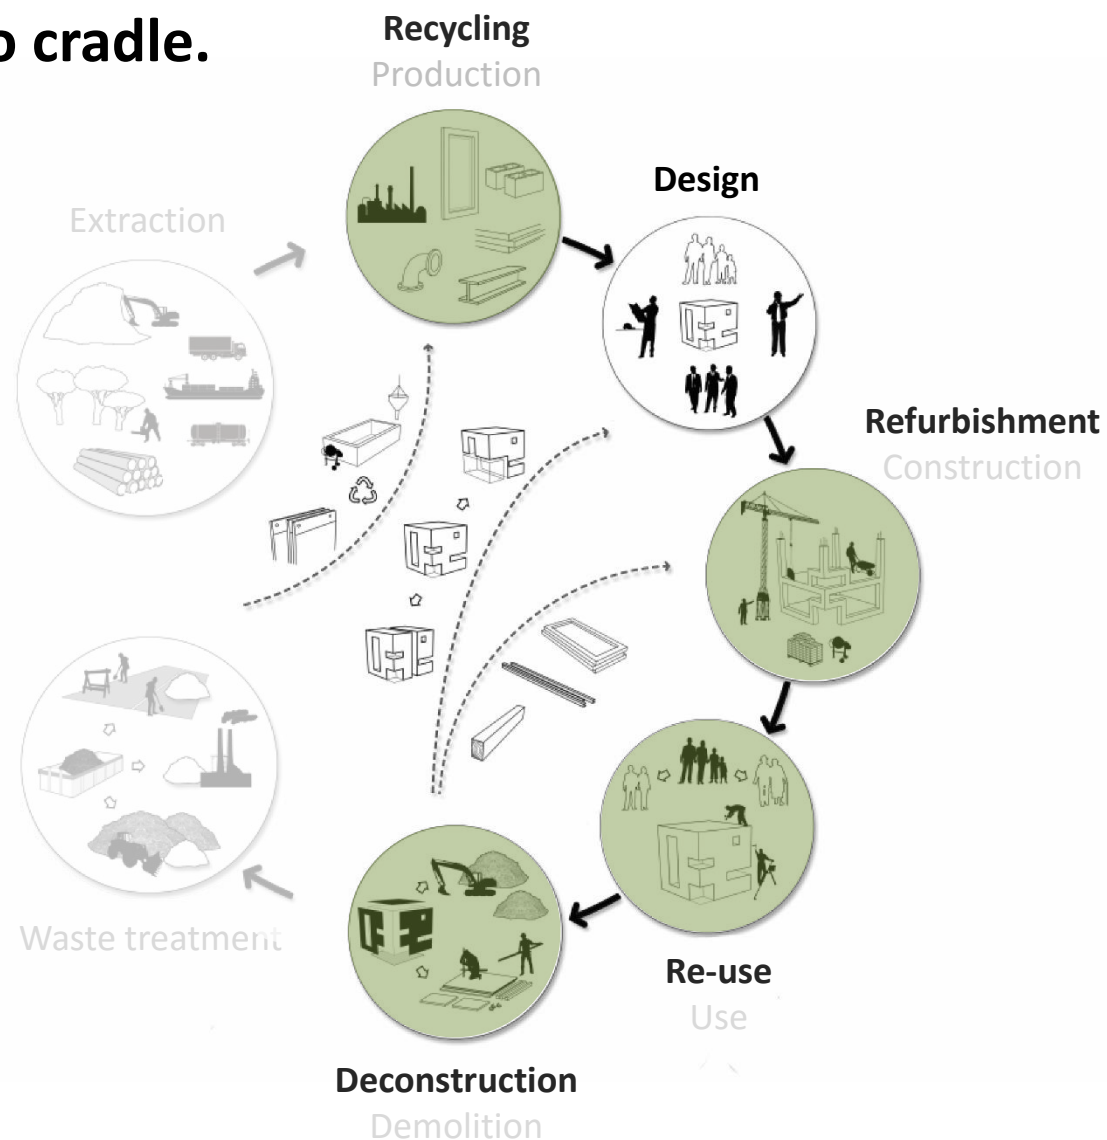 o cradle.
Recycling
Production
Design
Extraction
Refurbishment
Construction
Waste treatment
Re-use
Use
Deconstruction
Demolition